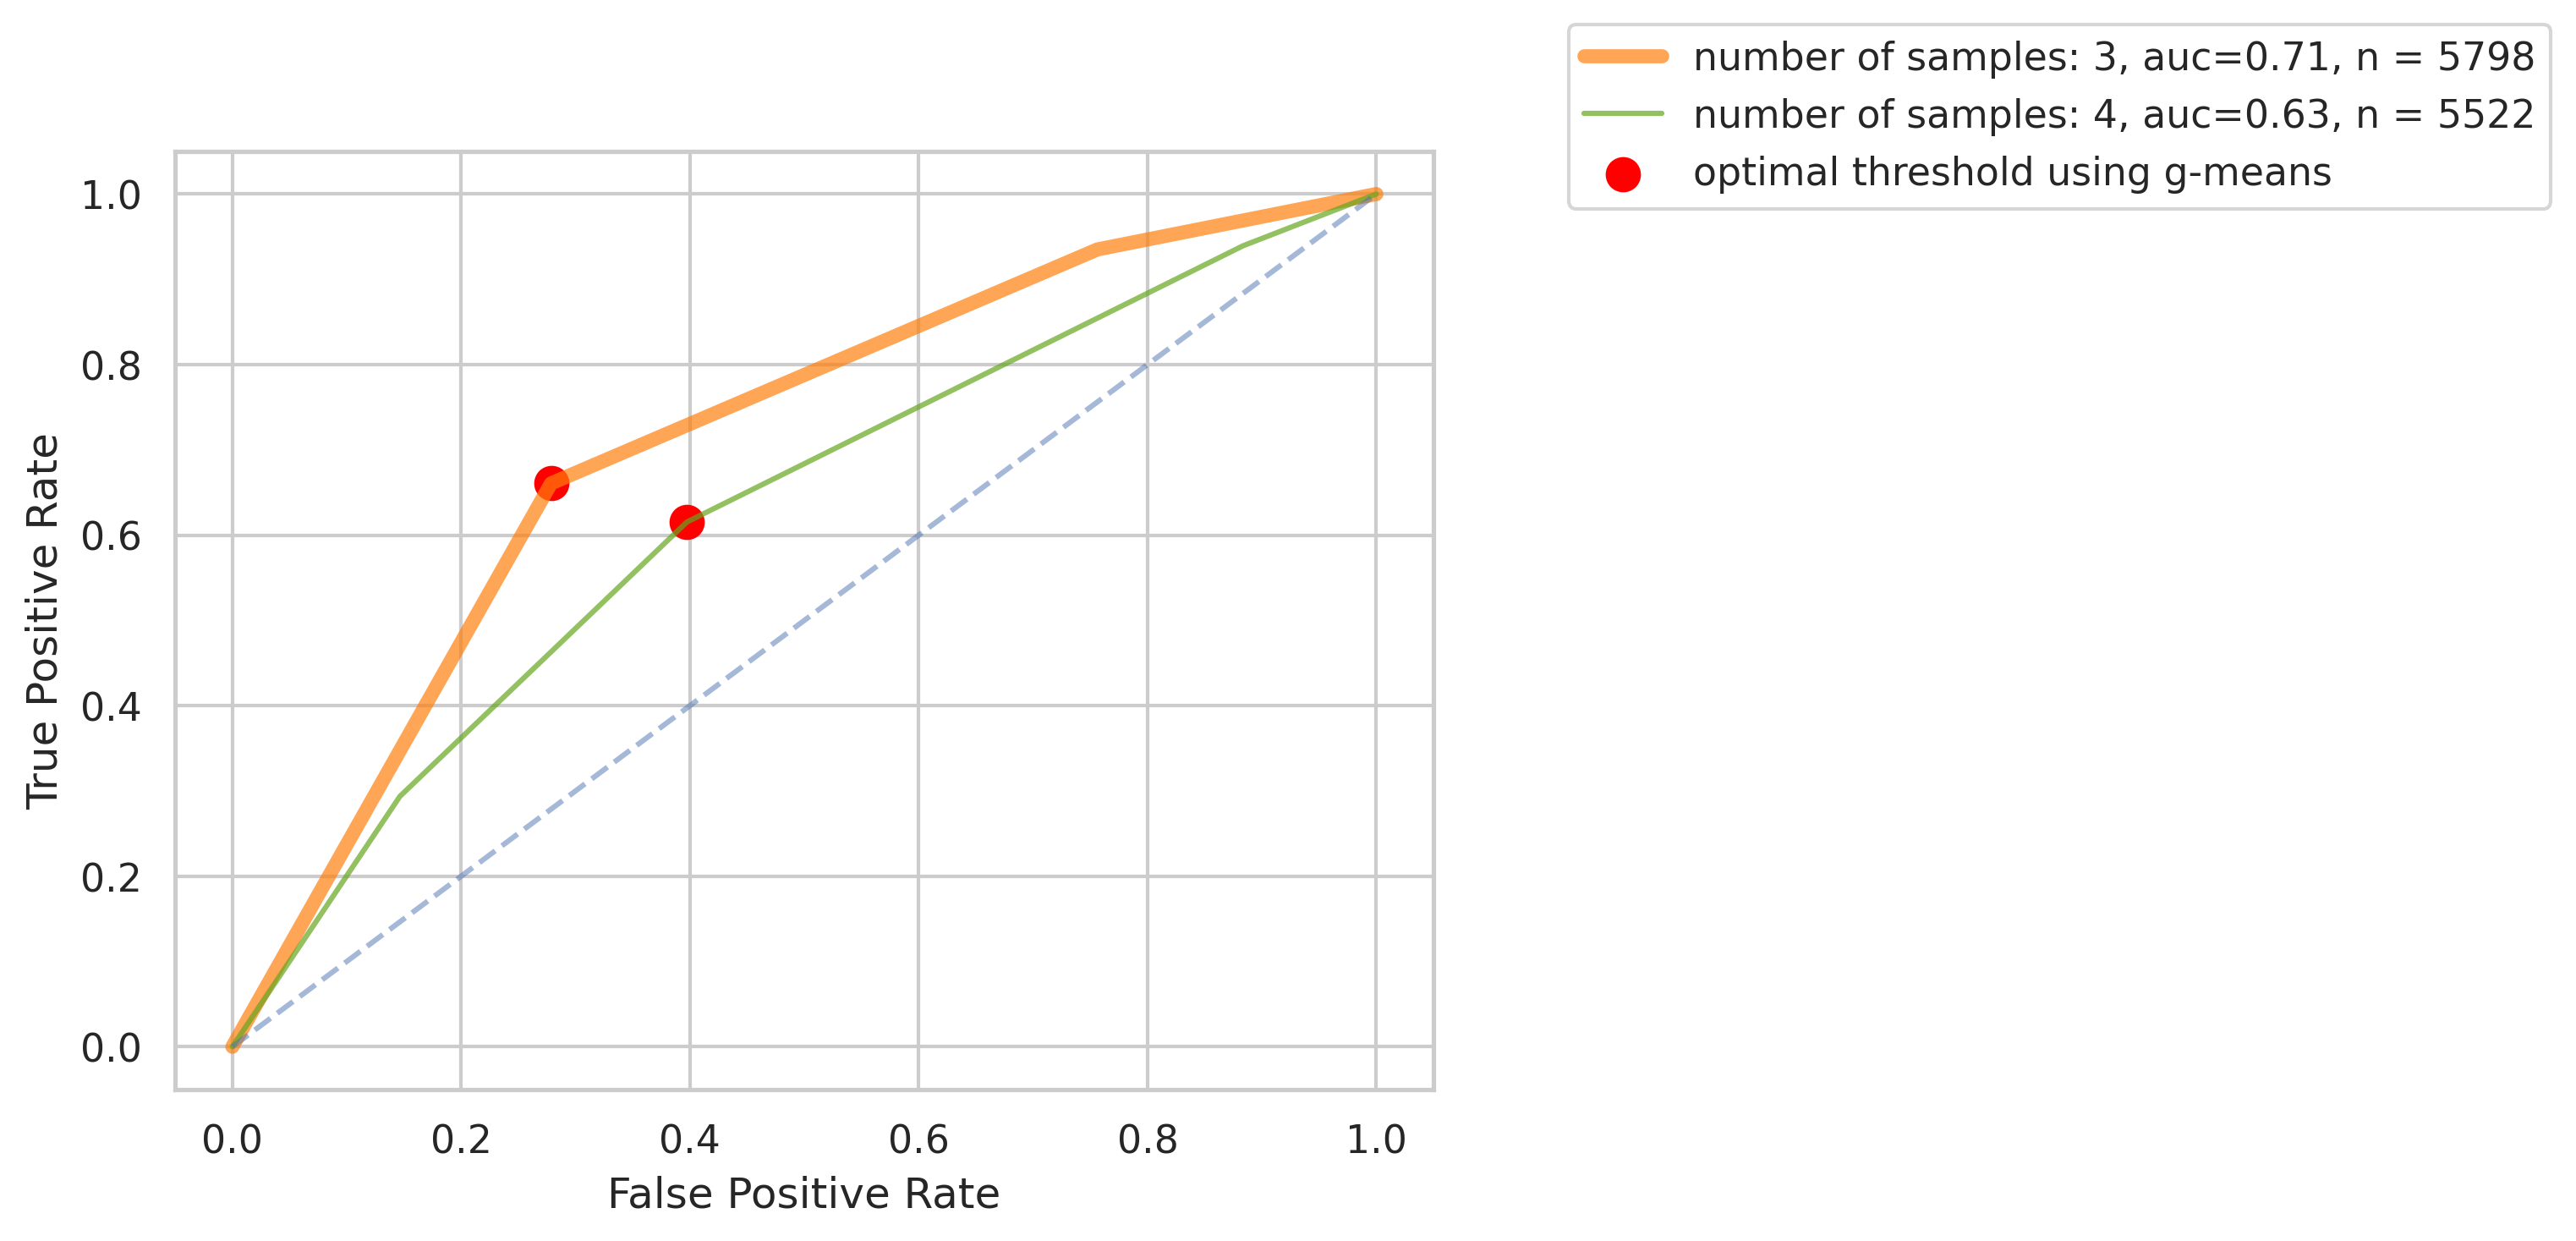 number of samples: 3, auc=0.71, n = 5798
number of samples: 4, auc=0.63, n = 5522
optimal threshold using g-means
1.0
0.8
0.6
0.4
0.2
0.0
True Positive Rate
0.0 0.2 0.4 0.6 0.8 1.0
False Positive Rate